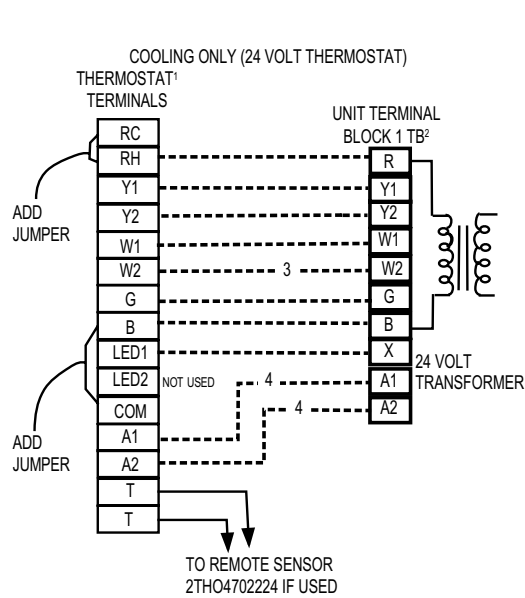 COOLING ONLY (24 VOLT THERMOSTAT)
THERMOSTAT¹
TERMINALS
UNIT TERMINAL
BLOCK 1 TB²
RC
RH
Y1
Y2
W1
W2
G
B
LED1
LED2
COM
A1
A2
T
T
ADD
JUMPER
ADD
JUMPER
NOT USED
3
4
4
R
Y1
Y2
W1
W2
G
B
X
A1
A2
24 VOLT
TRANSFORMER
TO REMOTE SENSOR
2THO4702224 IF USED